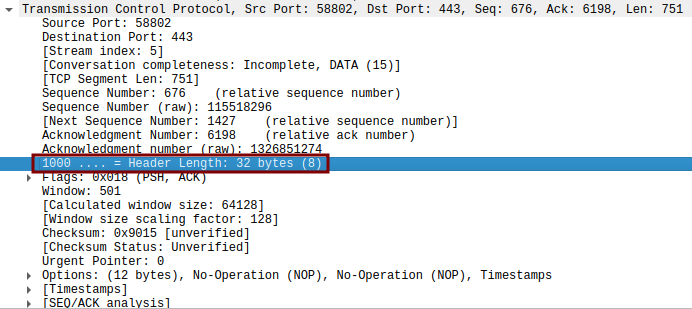 Transmission Control Protocol, Src Port: 58802, Dst Port: 443, Seq: 676, Ack: 6198, Len: 751
Source Port: 58802
Destination Port: 443
[Stream index: 5]
[Conversation completeness: Incomplete, DATA (15)]
[TCP Segment Len: 751]
Sequence Number: 676    (relative sequence number)
Sequence Number (raw): 115518296
[Next Sequence Number: 1427    (relative sequence number)]
Acknowledgment Number: 6198    (relative ack number)
Acknowledgment number (raw): 1326851274
1000 .... = Header Length: 32 bytes (8)
Flags: 0x018 (PSH, ACK)
Window: 501
[Calculated window size: 64128]
[Window size scaling factor: 128]
Checksum: 0x9015 [unverified]
[Checksum Status: Unverified]
Urgent Pointer: 0
Options: (12 bytes), No-Operation (NOP), No-Operation (NOP), Timestamps
[Timestamps]
[SEQ/ACK analysis]